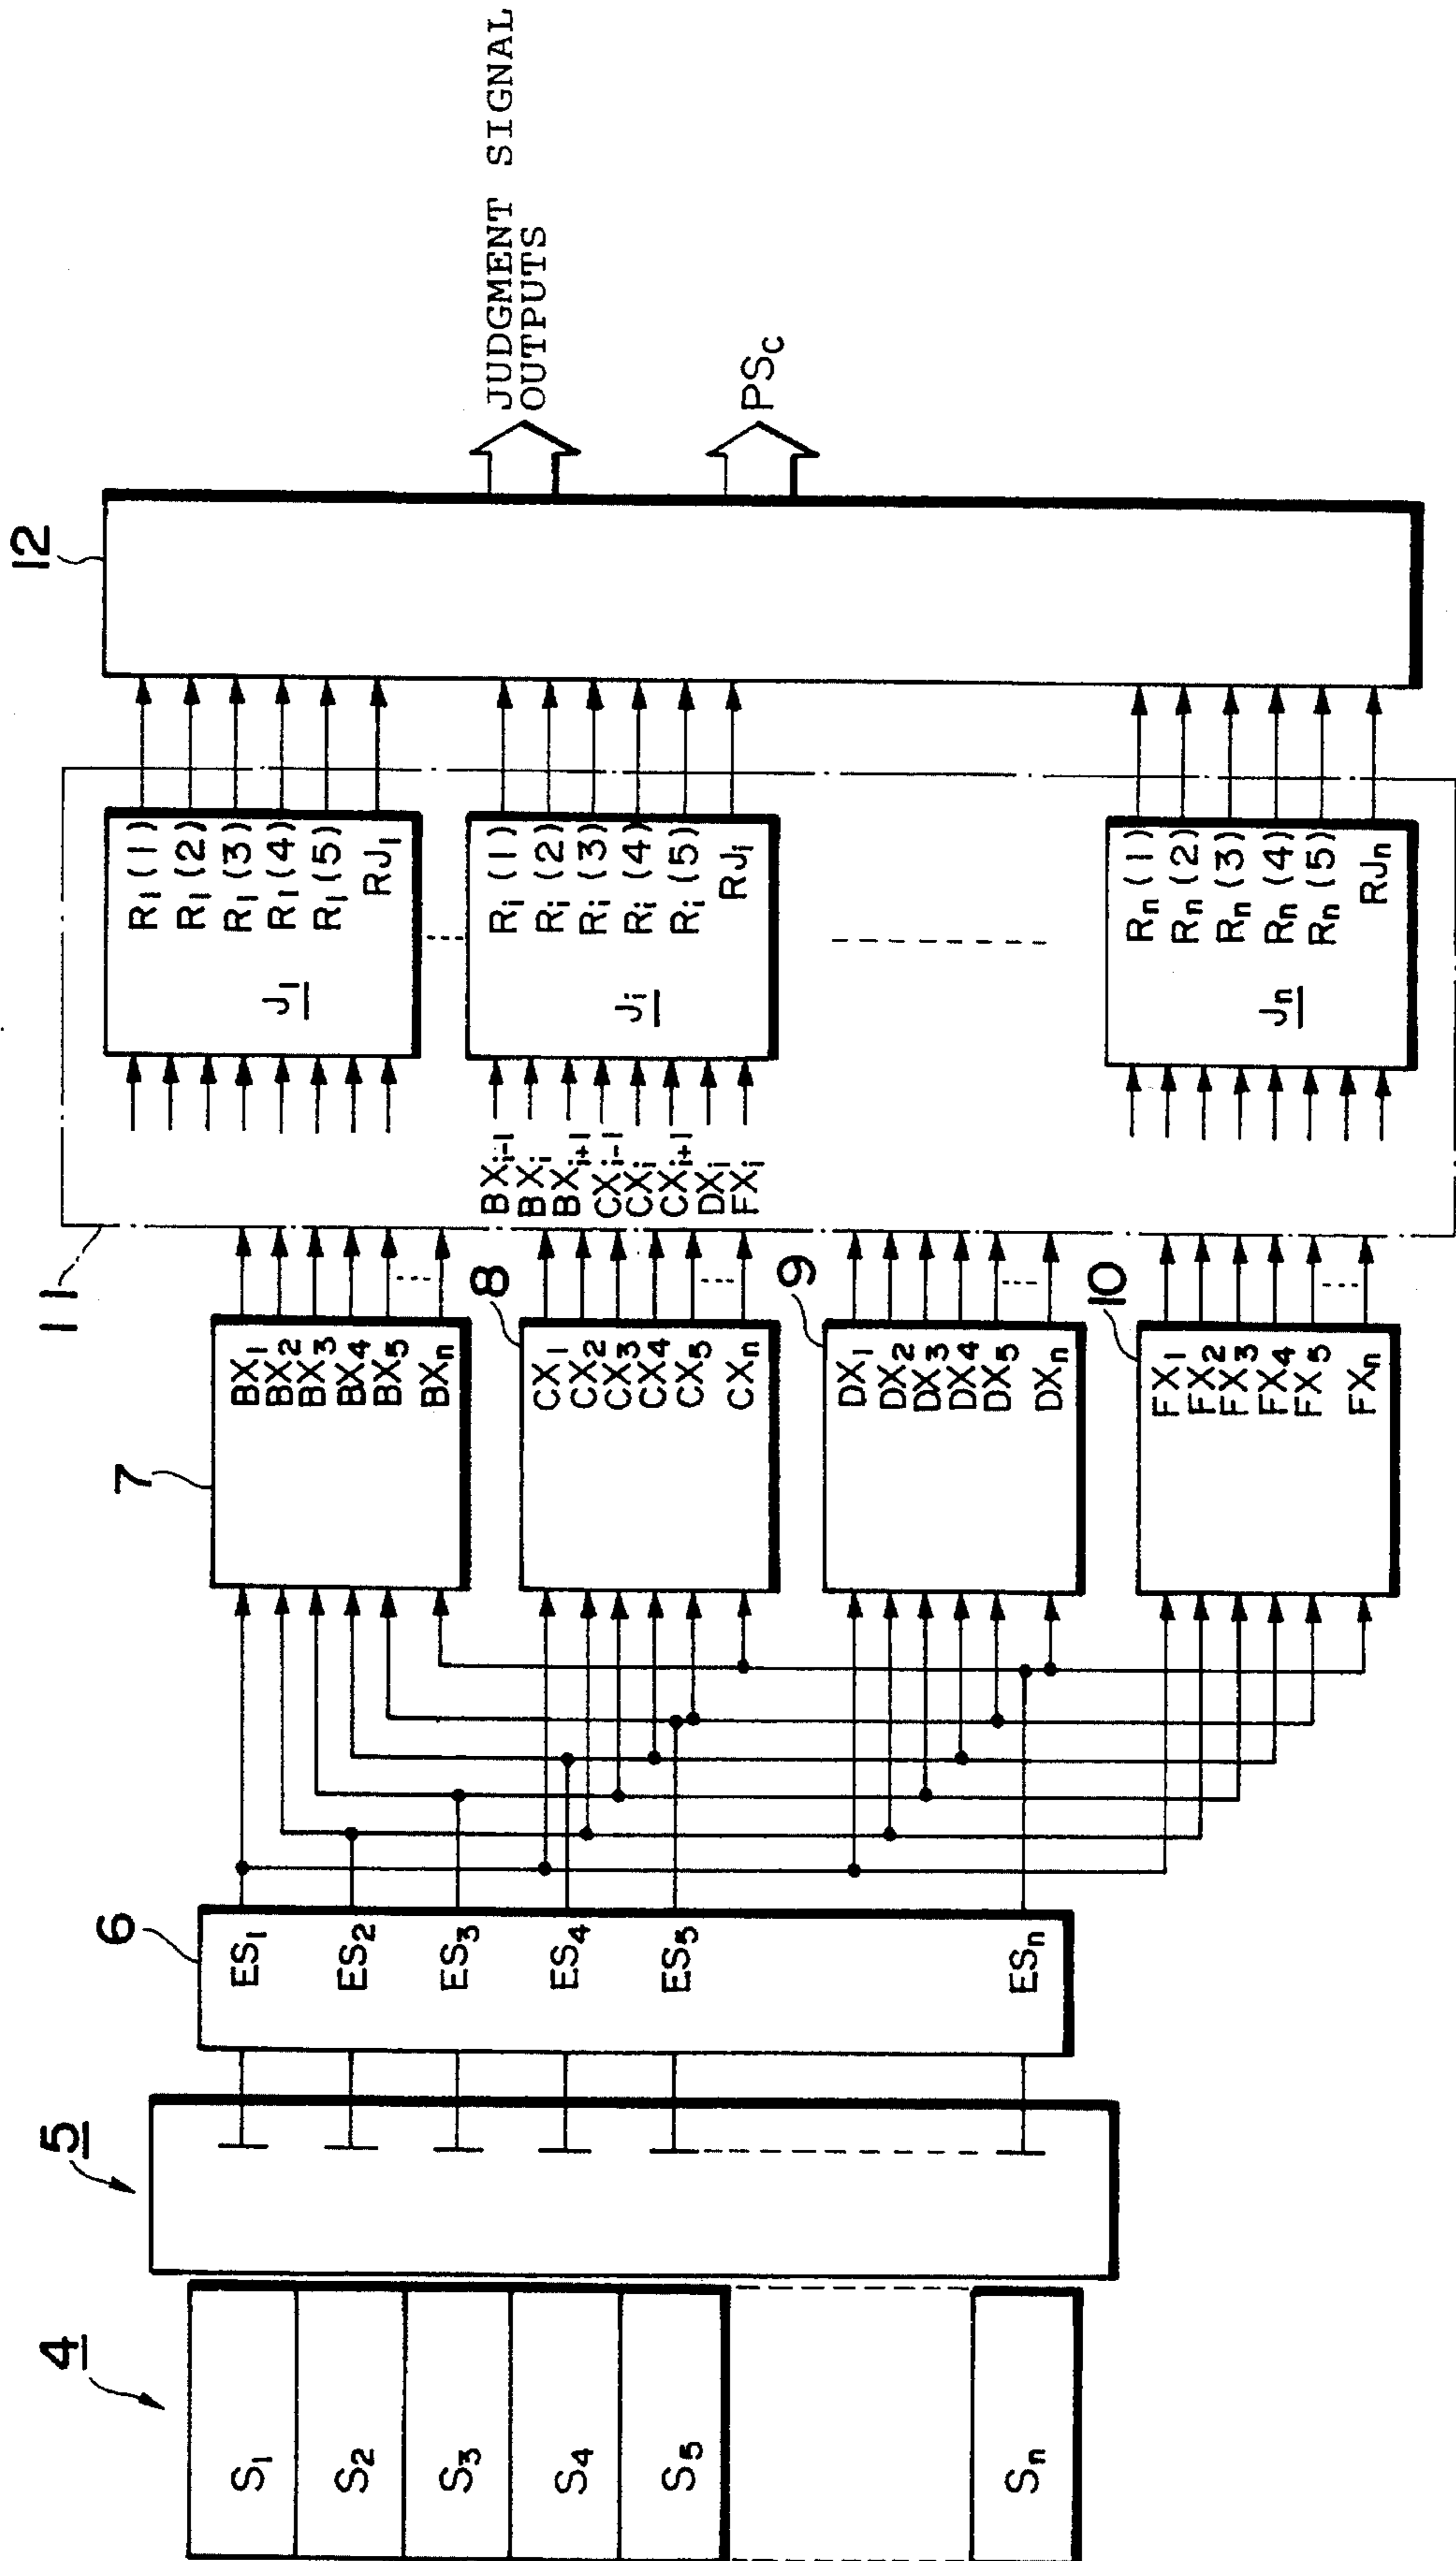 4
S1
S2
S3
S4
S5
Sn
5
6
ES1
ES2
ES3
ES4
ES5
ESn
7
BX1
BX2
BX3
BX4
BX5
BXn
8
CX1
CX2
CX3
CX4
CX5
CXn
9
DX1
DX2
DX3
DX4
DX5
DXn
10
FX1
FX2
FX3
FX4
FX5
FXn
11
J1
R1(1)
R1(2)
R1(3)
R1(4)
R1(5)
RJ1
BXi-1
BXi
BXi+1
CXi-1
CXi
CXi+1
DXi
FXi
Ji
Ri(1)
Ri(2)
Ri(3)
Ri(4)
Ri(5)
RJi
Jn
Rn(1)
Rn(2)
Rn(3)
Rn(4)
Rn(5)
RJn
12
JUDGMENT SIGNAL
OUTPUTS
PSC